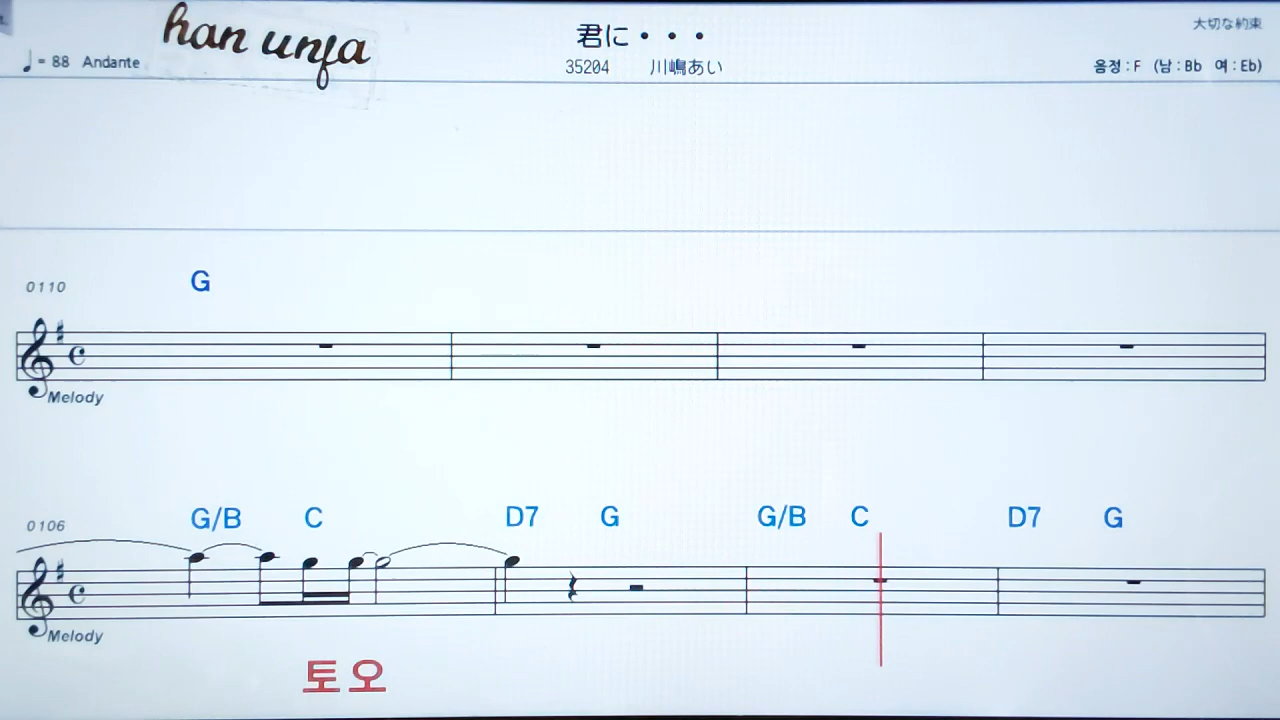 han unfa
君に・・・
大切な約束
♩= 88 Andante
35204 川嶋あい
음정 : F (남 : Bb 여 : Eb)
0110 G
Melody
0106 G/B C D7 G G/B C D7 G
Melody
토오